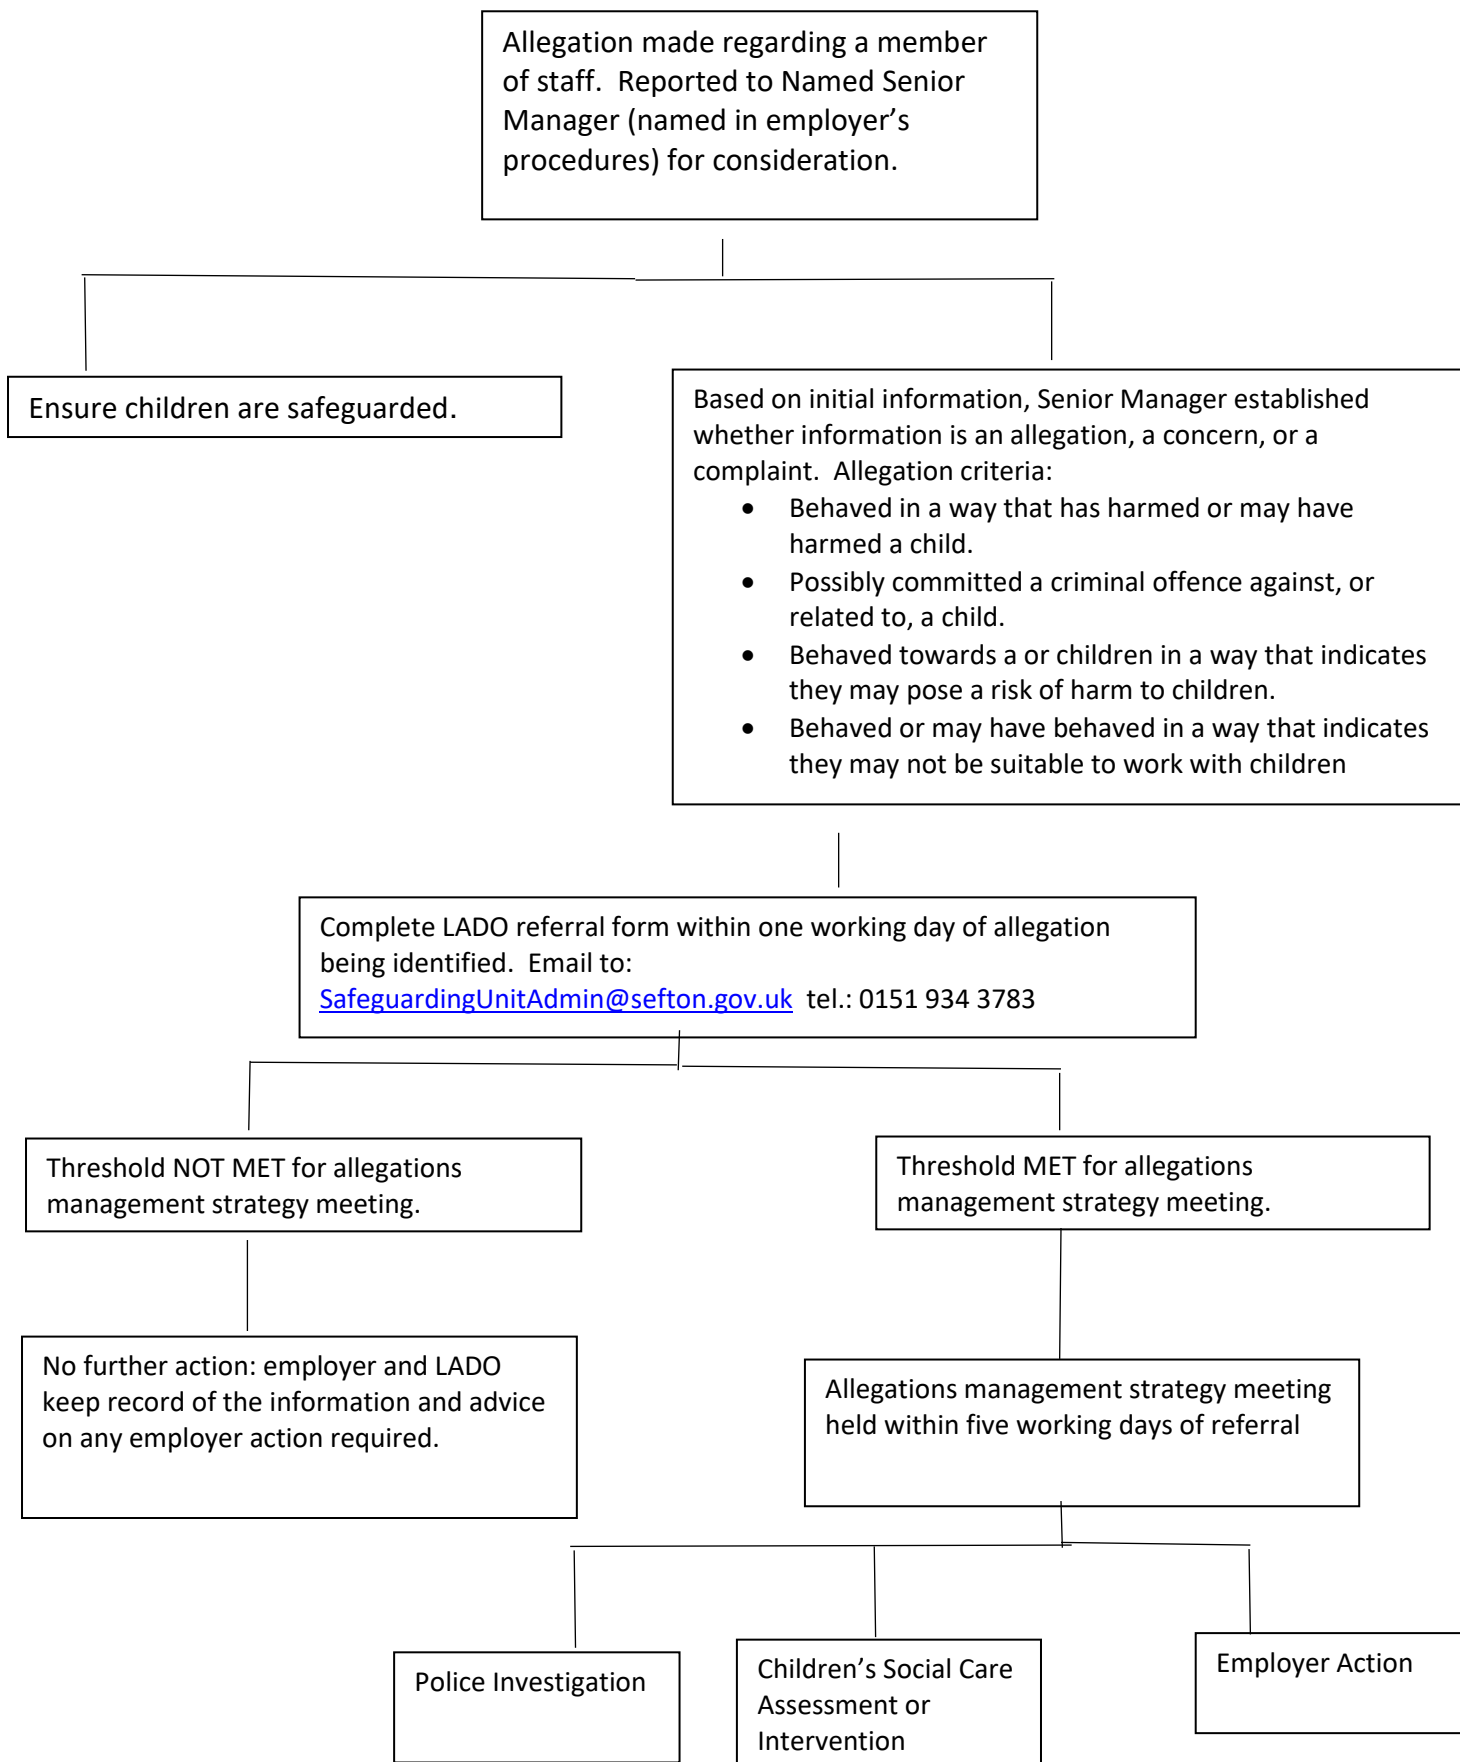 Allegation made regarding a member
of staff.  Reported to Named Senior
Manager (named in employer’s
procedures) for consideration.
Ensure children are safeguarded.
Based on initial information, Senior Manager established
whether information is an allegation, a concern, or a
complaint.  Allegation criteria:
• Behaved in a way that has harmed or may have
harmed a child.
• Possibly committed a criminal offence against, or
related to, a child.
• Behaved towards a or children in a way that indicates
they may pose a risk of harm to children.
• Behaved or may have behaved in a way that indicates
they may not be suitable to work with children
Complete LADO referral form within one working day of allegation
being identified.  Email to:
SafeguardingUnitAdmin@sefton.gov.uk  tel.: 0151 934 3783
Threshold NOT MET for allegations
management strategy meeting.
Threshold MET for allegations
management strategy meeting.
No further action: employer and LADO
keep record of the information and advice
on any employer action required.
Allegations management strategy meeting
held within five working days of referral
Police Investigation
Children’s Social Care
Assessment or
Intervention
Employer Action